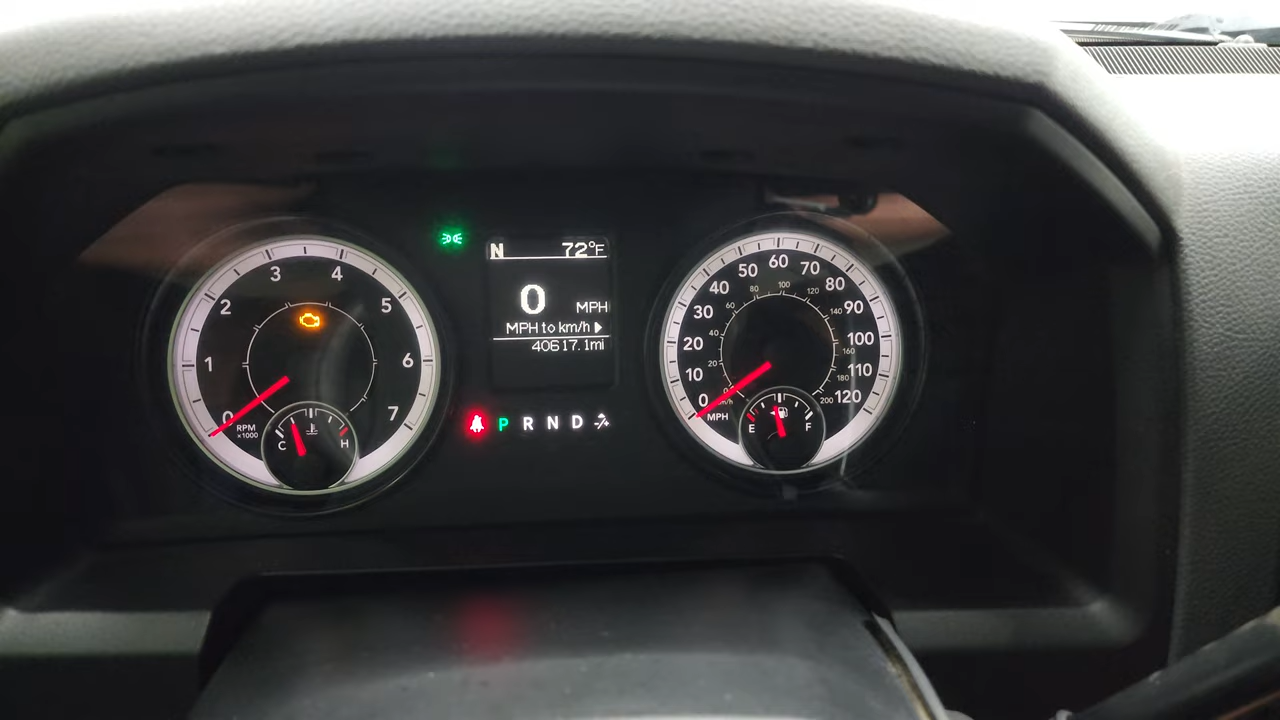 N 72°F
0 MPH
MPH to km/h
40617.1mi
P R N D
0 1 2 3 4 5 6 7
RPM
x1000
C H
0 10 20 30 40 50 60 70 80 90 100 110 120
0 20 40 60 80 100 120 140 160 180 200
km/h
MPH
E F